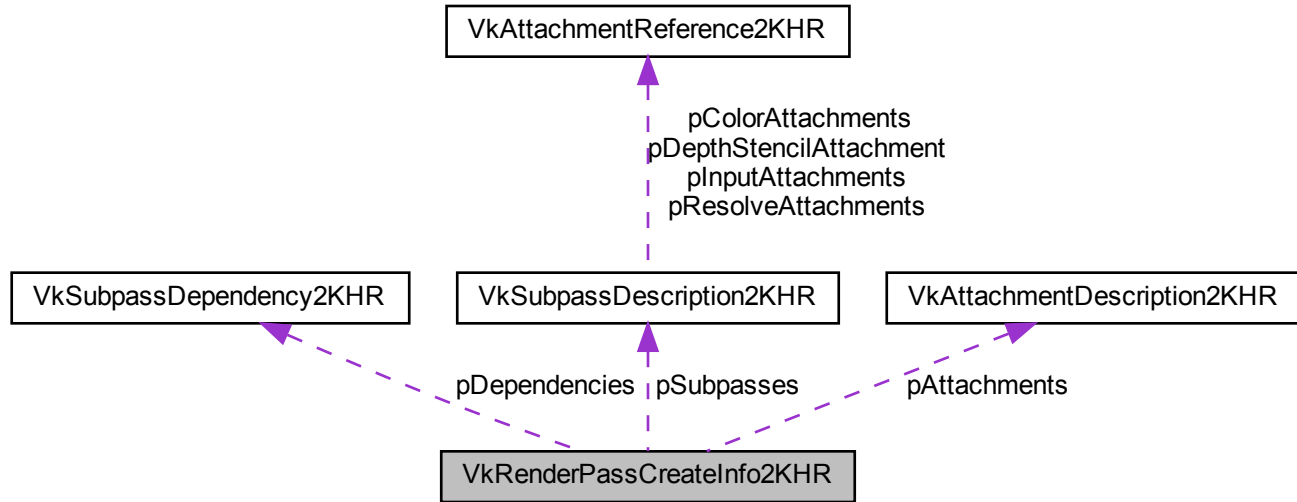 VkAttachmentReference2KHR
pColorAttachments
pDepthStencilAttachment
pInputAttachments
pResolveAttachments
VkSubpassDependency2KHR
VkSubpassDescription2KHR
VkAttachmentDescription2KHR
pDependencies
pSubpasses
pAttachments
VkRenderPassCreateInfo2KHR